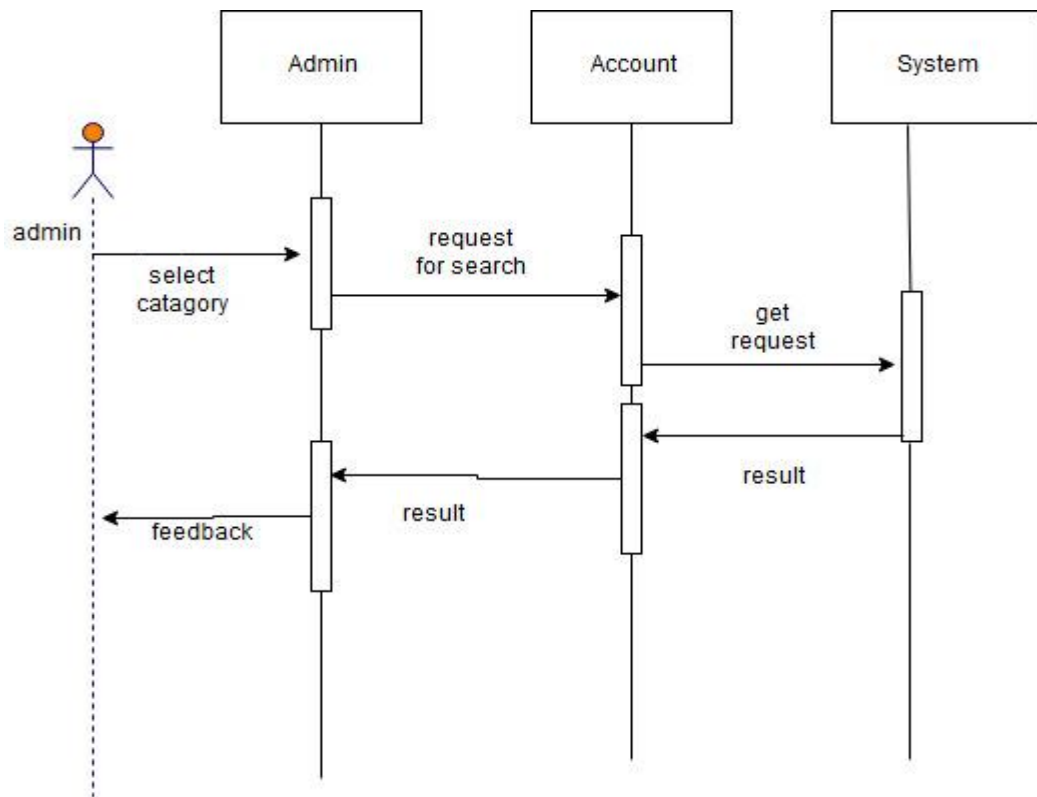 Admin
Account
System
admin
select
catagory
request
for search
get
request
result
result
feedback